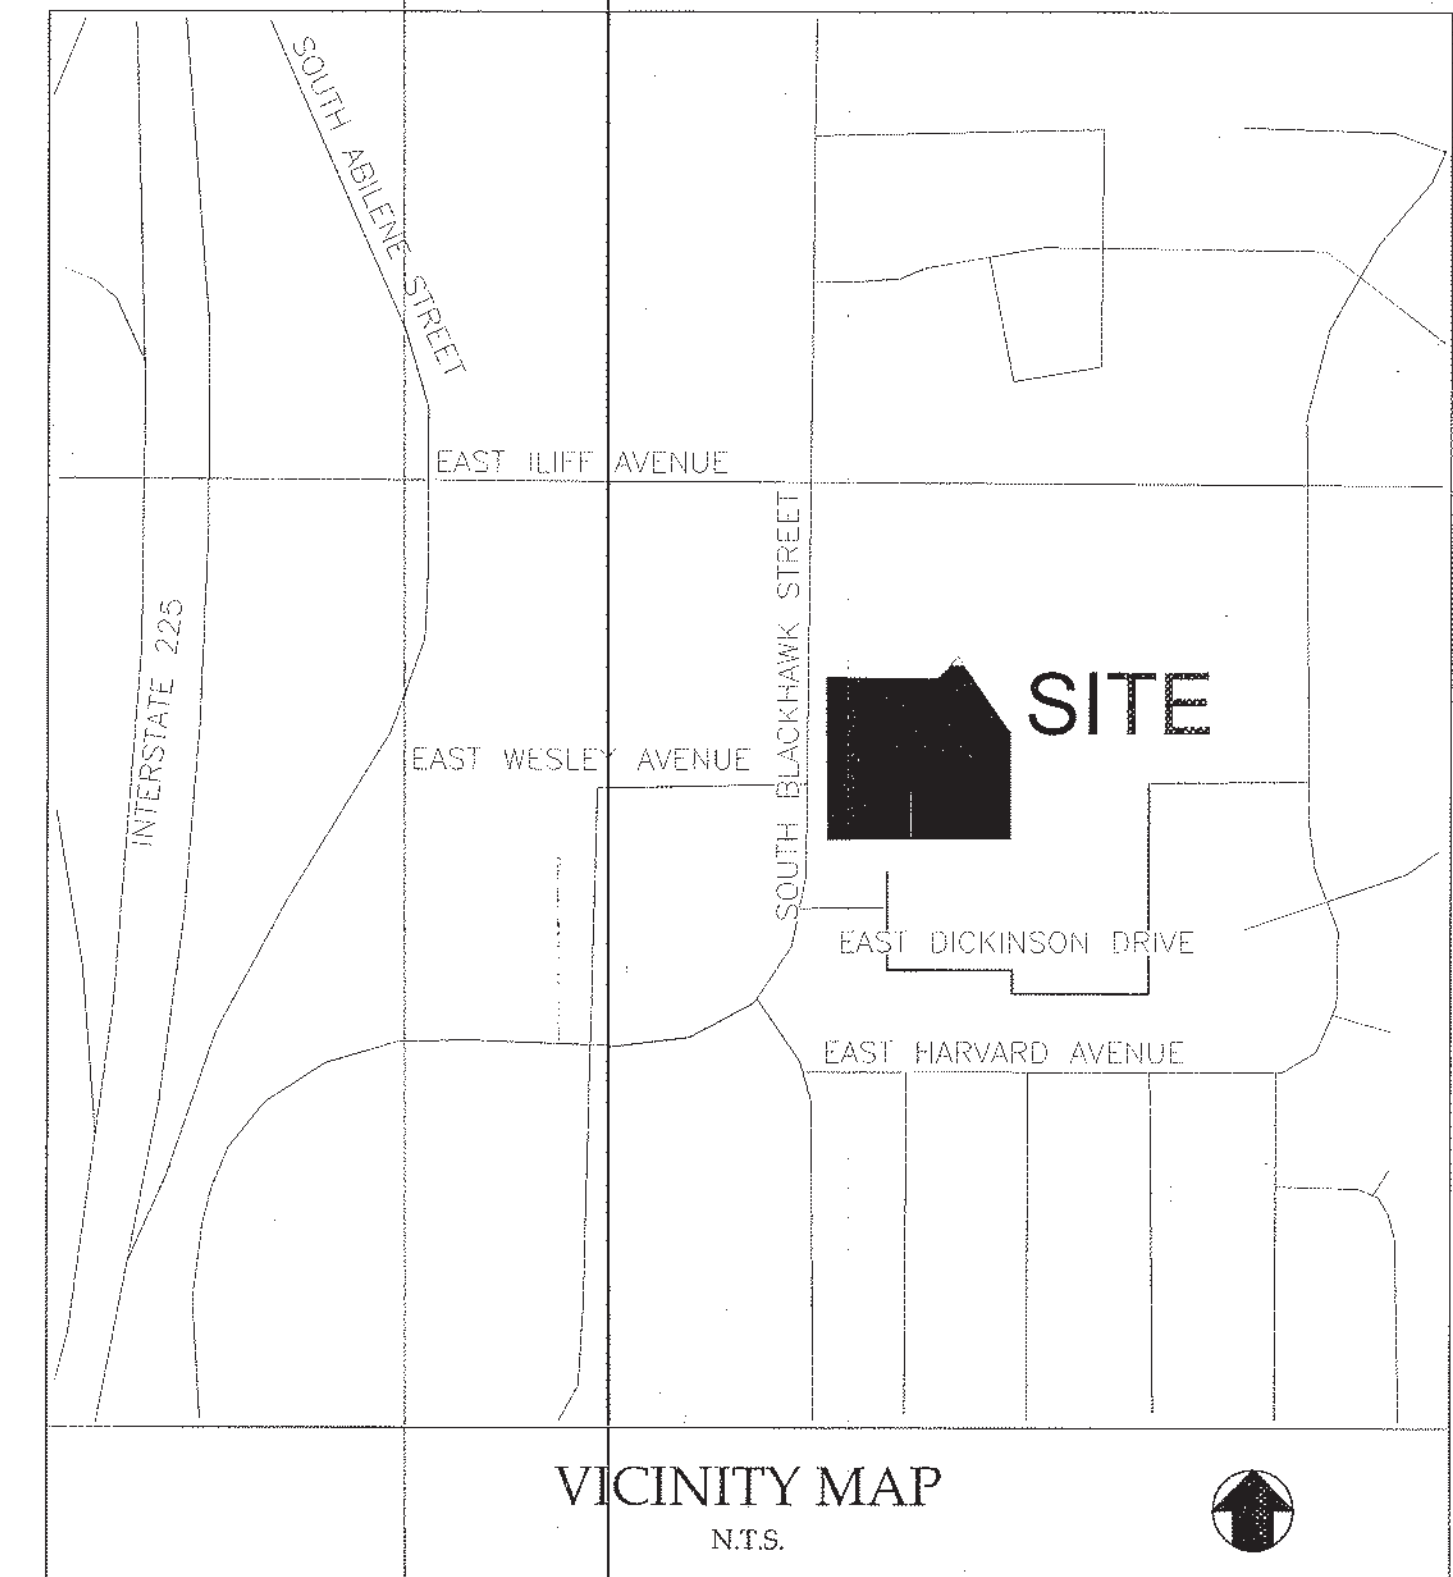 SOUTH ABILENE STREET
EAST ILIFF AVENUE
SOUTH BLACKHAWK STREET
INTERSTATE 225
SITE
EAST WESLEY AVENUE
EAST DICKINSON DRIVE
EAST HARVARD AVENUE
VICINITY MAP
N.T.S.